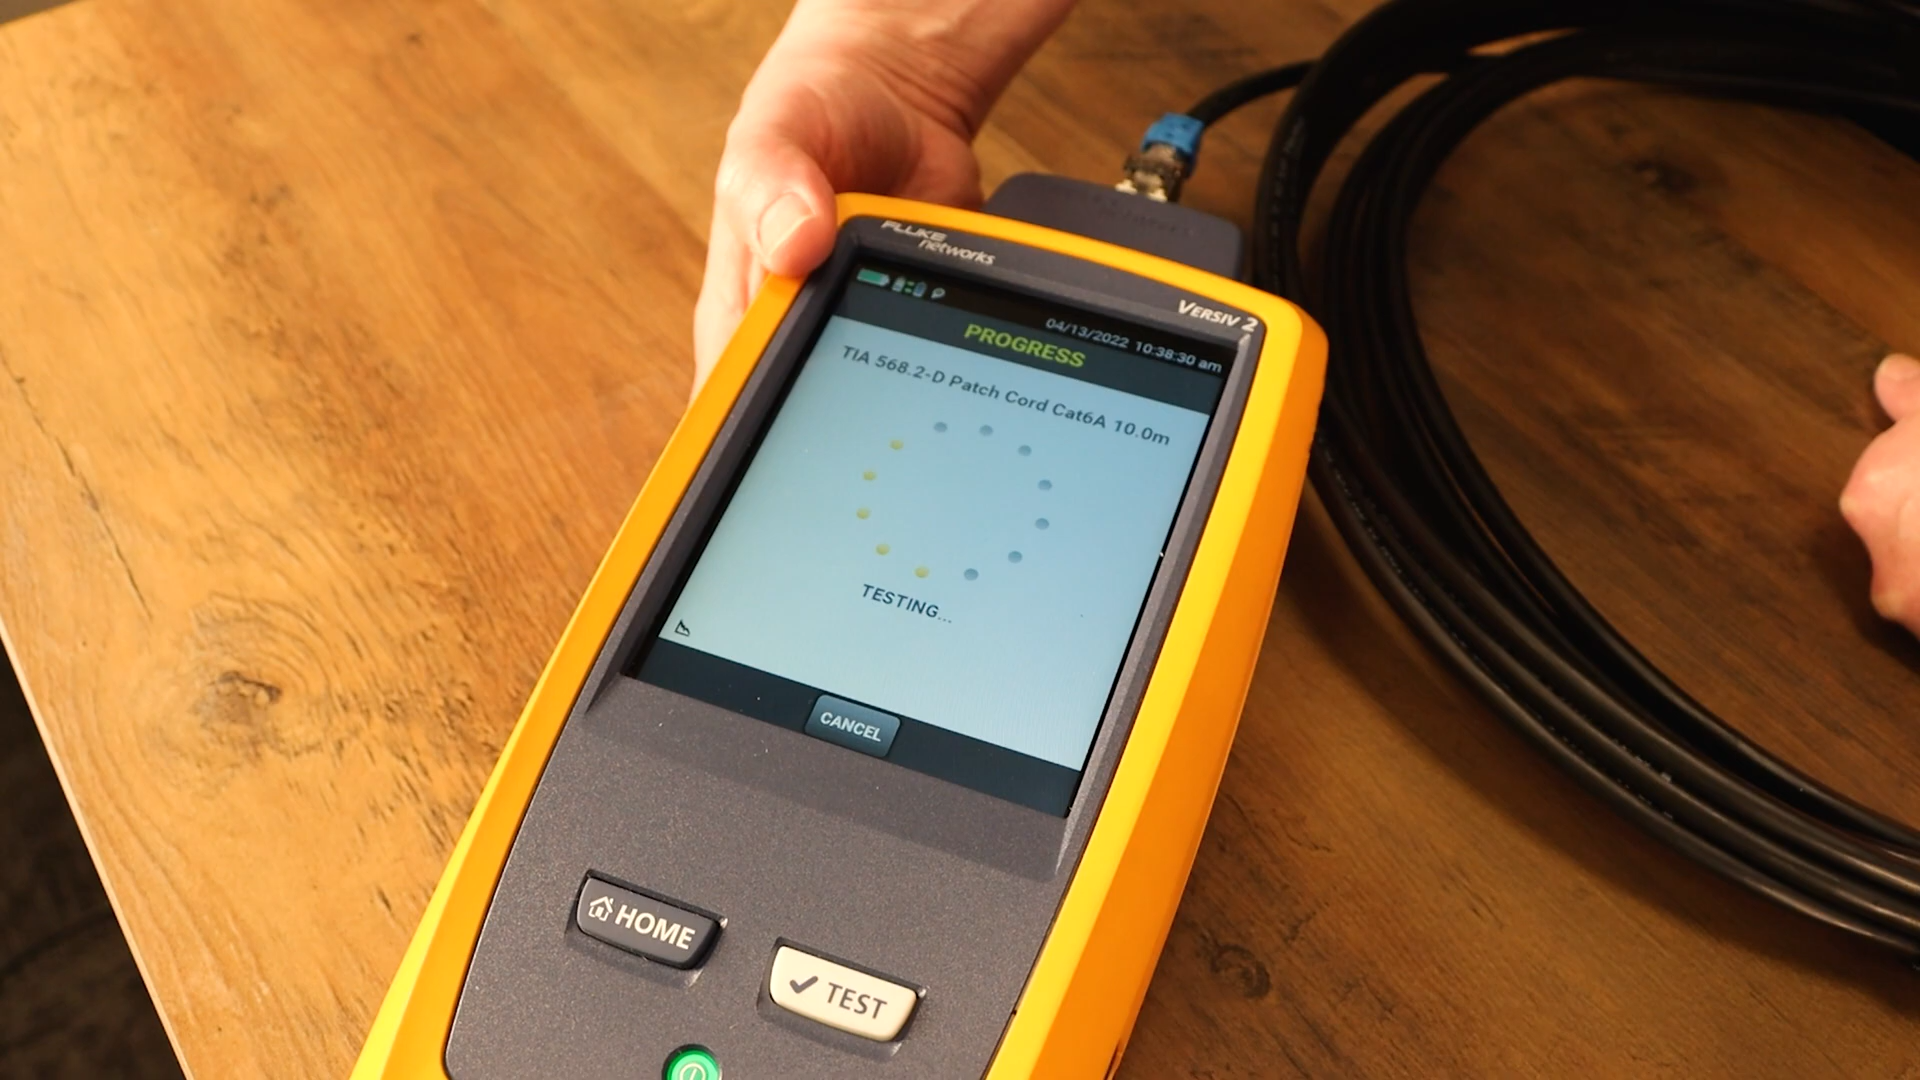 FLUKE
networks
VERSIV 2
04/13/2022 10:38:30 am
PROGRESS
TIA 568.2-D Patch Cord Cat6A 10.0m
TESTING...
CANCEL
HOME
TEST